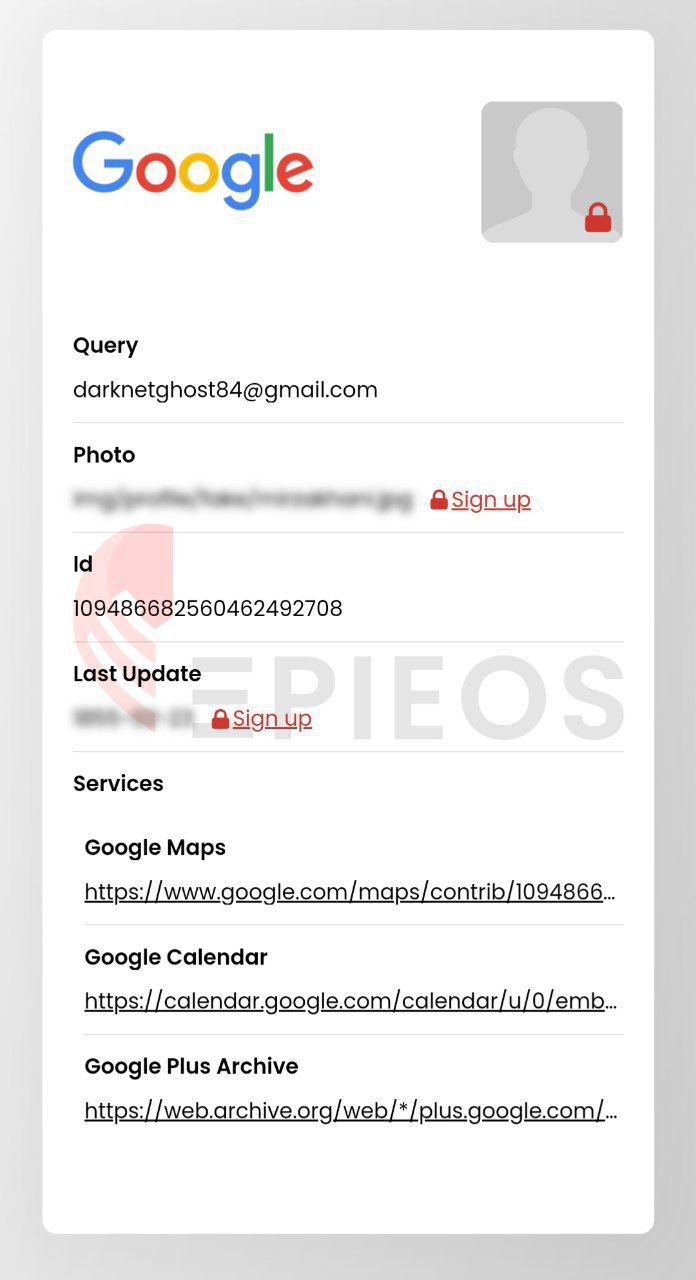 Google
Query
darknetghost84@gmail.com
Photo
Sign up
Id
109486682560462492708
Last Update
Sign up
EPIEOS
Services
Google Maps
https://www.google.com/maps/contrib/1094866...
Google Calendar
https://calendar.google.com/calendar/u/0/emb...
Google Plus Archive
https://web.archive.org/web/*/plus.google.com/...